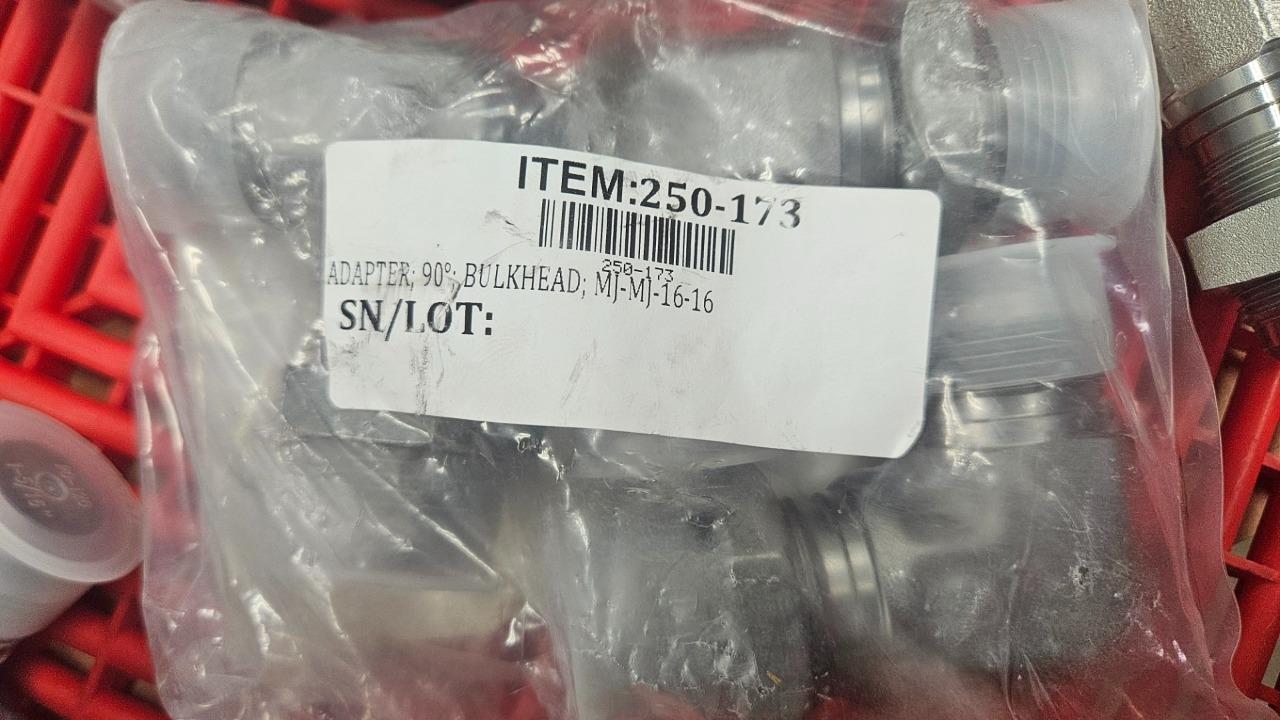 ITEM:250-173
250-173
ADAPTER; 90°; BULKHEAD; MJ-MJ-16-16
SN/LOT: